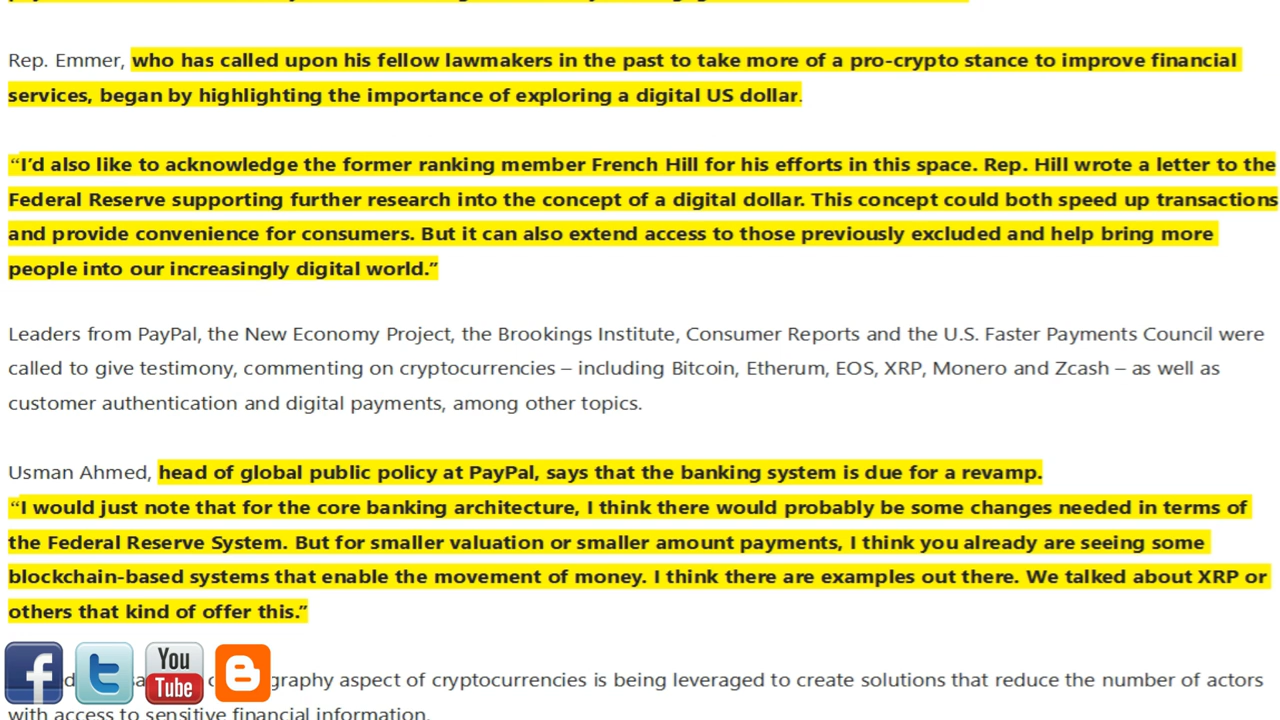 Rep. Emmer, who has called upon his fellow lawmakers in the past to take more of a pro-crypto stance to improve financial
services, began by highlighting the importance of exploring a digital US dollar.
“I’d also like to acknowledge the former ranking member French Hill for his efforts in this space. Rep. Hill wrote a letter to the
Federal Reserve supporting further research into the concept of a digital dollar. This concept could both speed up transactions
and provide convenience for consumers. But it can also extend access to those previously excluded and help bring more
people into our increasingly digital world.”
Leaders from PayPal, the New Economy Project, the Brookings Institute, Consumer Reports and the U.S. Faster Payments Council were
called to give testimony, commenting on cryptocurrencies – including Bitcoin, Etherum, EOS, XRP, Monero and Zcash – as well as
customer authentication and digital payments, among other topics.
Usman Ahmed, head of global public policy at PayPal, says that the banking system is due for a revamp.
“I would just note that for the core banking architecture, I think there would probably be some changes needed in terms of
the Federal Reserve System. But for smaller valuation or smaller amount payments, I think you already are seeing some
blockchain-based systems that enable the movement of money. I think there are examples out there. We talked about XRP or
others that kind of offer this.”
You
Tube
aspect of cryptocurrencies is being leveraged to create solutions that reduce the number of actors
with access to sensitive financial information.